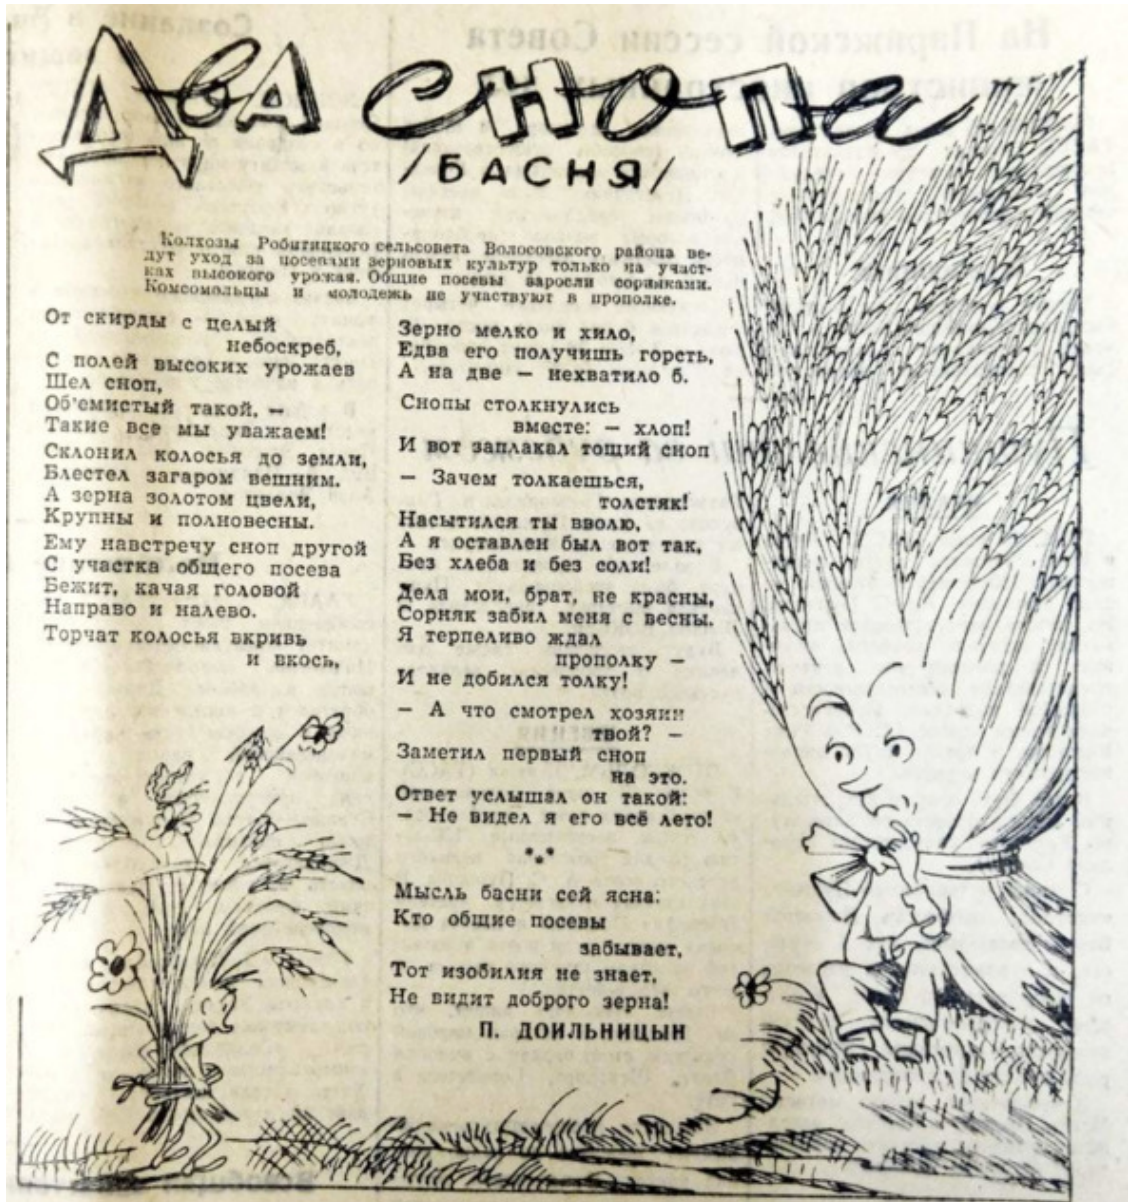 Два снопа
/БАСНЯ/
Колхозы Робитицкого сельсовета Волосовского района ве-
дут уход за посевами зерновых культур только на участ-
ках высокого урожая. Общие посевы заросли сорняками.
Комсомольцы и молодежь не участвуют в прополке.
От скирды с целый
небоскреб,
С полей высоких урожаев
Шел сноп,
Об'емистый такой, —
Такие все мы уважаем!
Склонил колосья до земли,
Блестел загаром вешним.
А зерна золотом цвели,
Крупны и полновесны.
Ему навстречу сноп другой
С участка общего посева
Бежит, качая головой
Направо и налево.
Торчат колосья вкривь
и вкось,
Зерно мелко и хило,
Едва его получишь горсть,
А на две — нехватило б.
Снопы столкнулись
вместе: — хлоп!
И вот заплакал тощий сноп
— Зачем толкаешься,
толстяк!
Насытился ты вволю,
А я оставлен был вот так,
Без хлеба и без соли!
Дела мои, брат, не красны,
Сорняк забил меня с весны.
Я терпеливо ждал
прополку —
И не добился толку!
— А что смотрел хозяин
твой? —
Заметил первый сноп
на это.
Ответ услышал он такой:
— Не видел я его всё лето!
***
Мысль басни сей ясна:
Кто общие посевы
забывает,
Тот изобилия не знает,
Не видит доброго зерна!
П. ДОИЛЬНИЦЫН